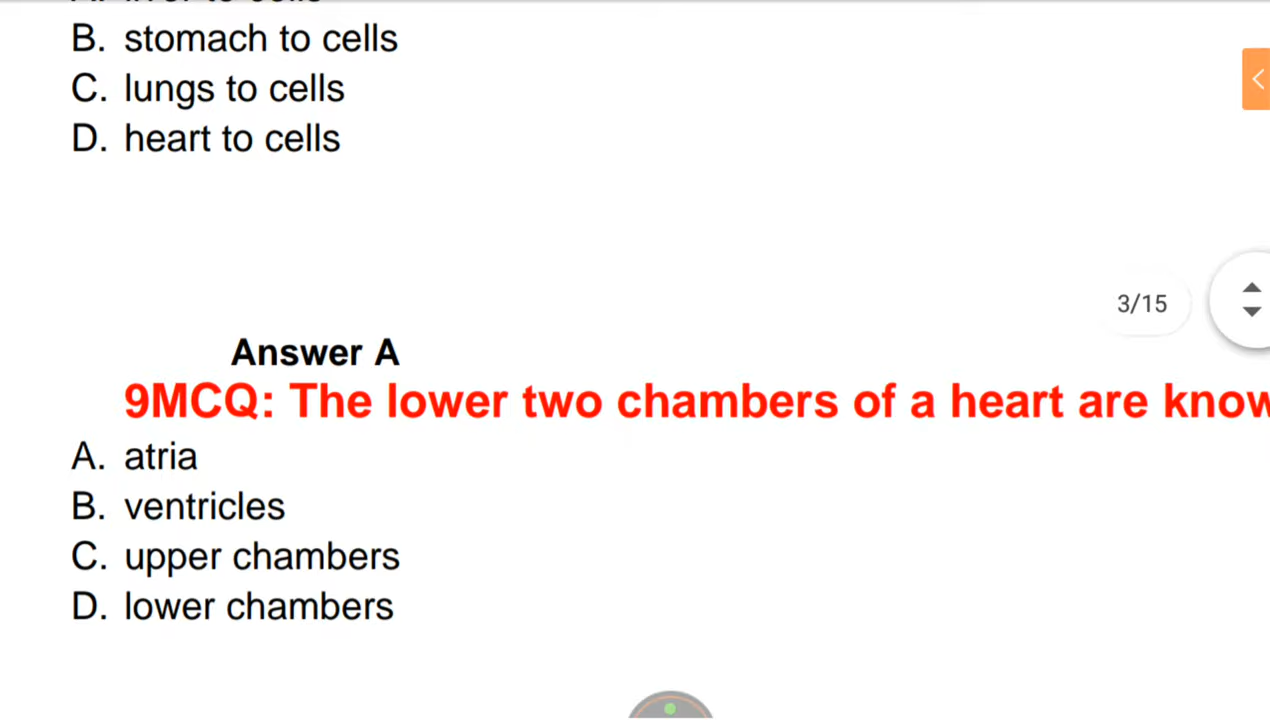 B. stomach to cells
C. lungs to cells
D. heart to cells
3/15
Answer A
9MCQ: The lower two chambers of a heart are know
A. atria
B. ventricles
C. upper chambers
D. lower chambers